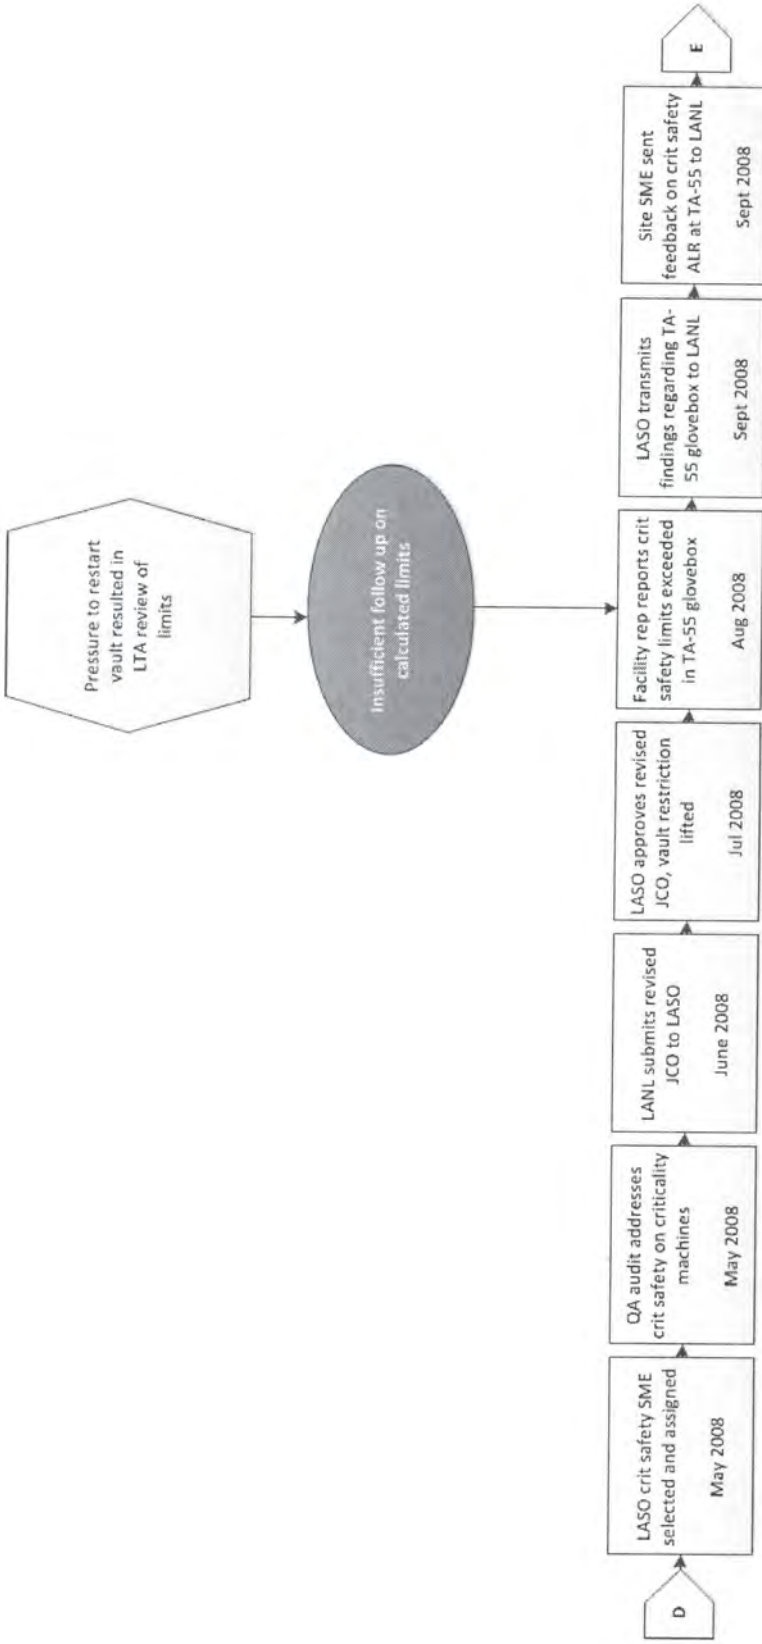 Pressure to restart
vault resulted in
LTA review of
limits
Insufficient follow up on
calculated limits
D
LASO crit safety SME
selected and assigned
May 2008
QA audit addresses
crit safety on criticality
machines
May 2008
LANL submits revised
JCO to LASO
June 2008
LASO approves revised
JCO, vault restriction
lifted
Jul 2008
Facility rep reports crit
safety limits exceeded
in TA-55 glovebox
Aug 2008
LASO transmits
findings regarding TA-
55 glovebox to LANL
Sept 2008
Site SME sent
feedback on crit safety
ALR at TA-55 to LANL
Sept 2008
E